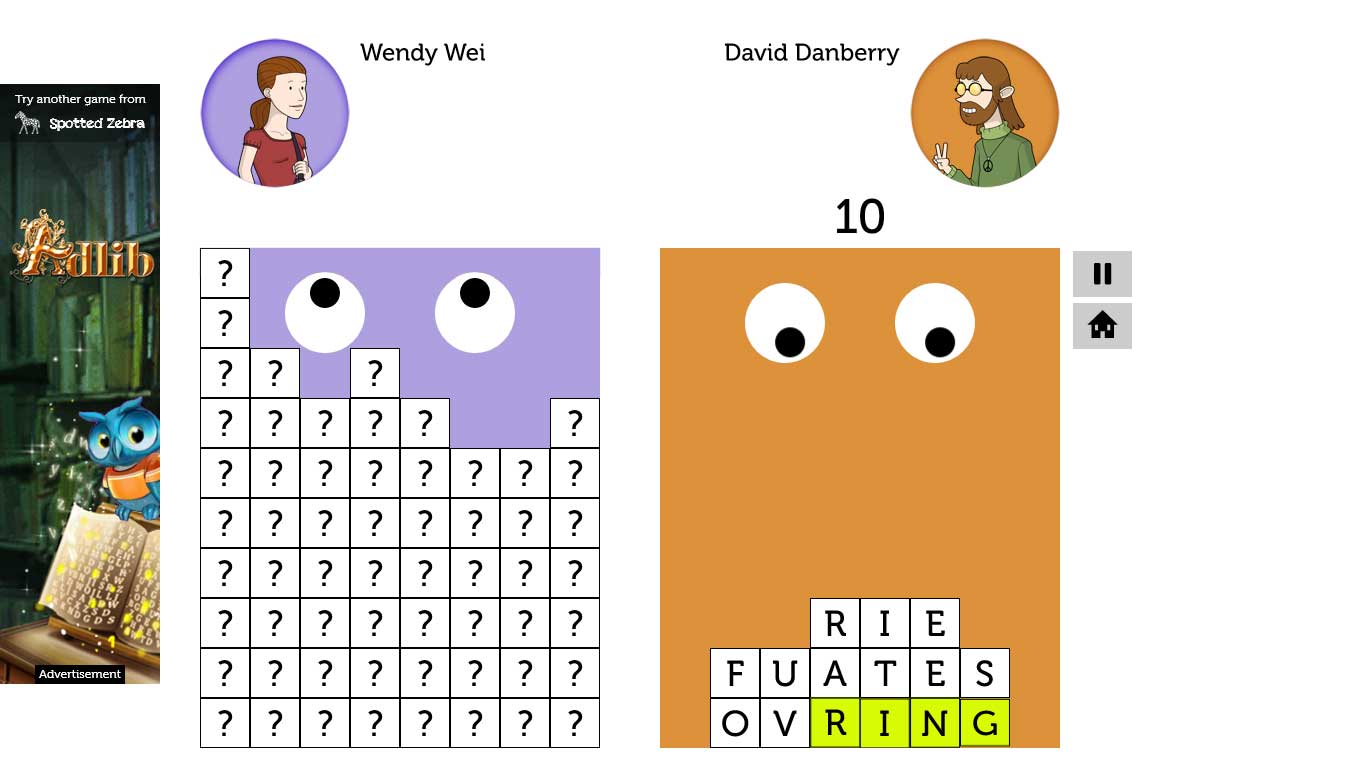 Wendy Wei
David Danberry
Try another game from
Spotted Zebra
Adlib
Advertisement
10
?
?
? ? ?
? ? ? ? ? ?
? ? ? ? ? ? ? ?
? ? ? ? ? ? ? ?
? ? ? ? ? ? ? ?
? ? ? ? ? ? ? ?
? ? ? ? ? ? ? ?
? ? ? ? ? ? ? ?
R I E
F U A T E S
O V R I N G